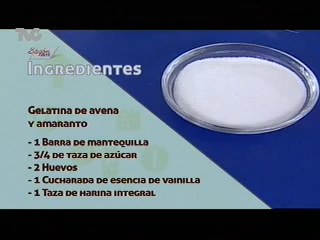 TVC
INGREDIENTES
GELATINA DE AVENA
Y AMARANTO
- 1 BARRA DE MANTEQUILLA
- 3/4 DE TAZA DE AZÚCAR
- 2 HUEVOS
- 1 CUCHARADA DE ESENCIA DE VAINILLA
- 1 TAZA DE HARINA INTEGRAL